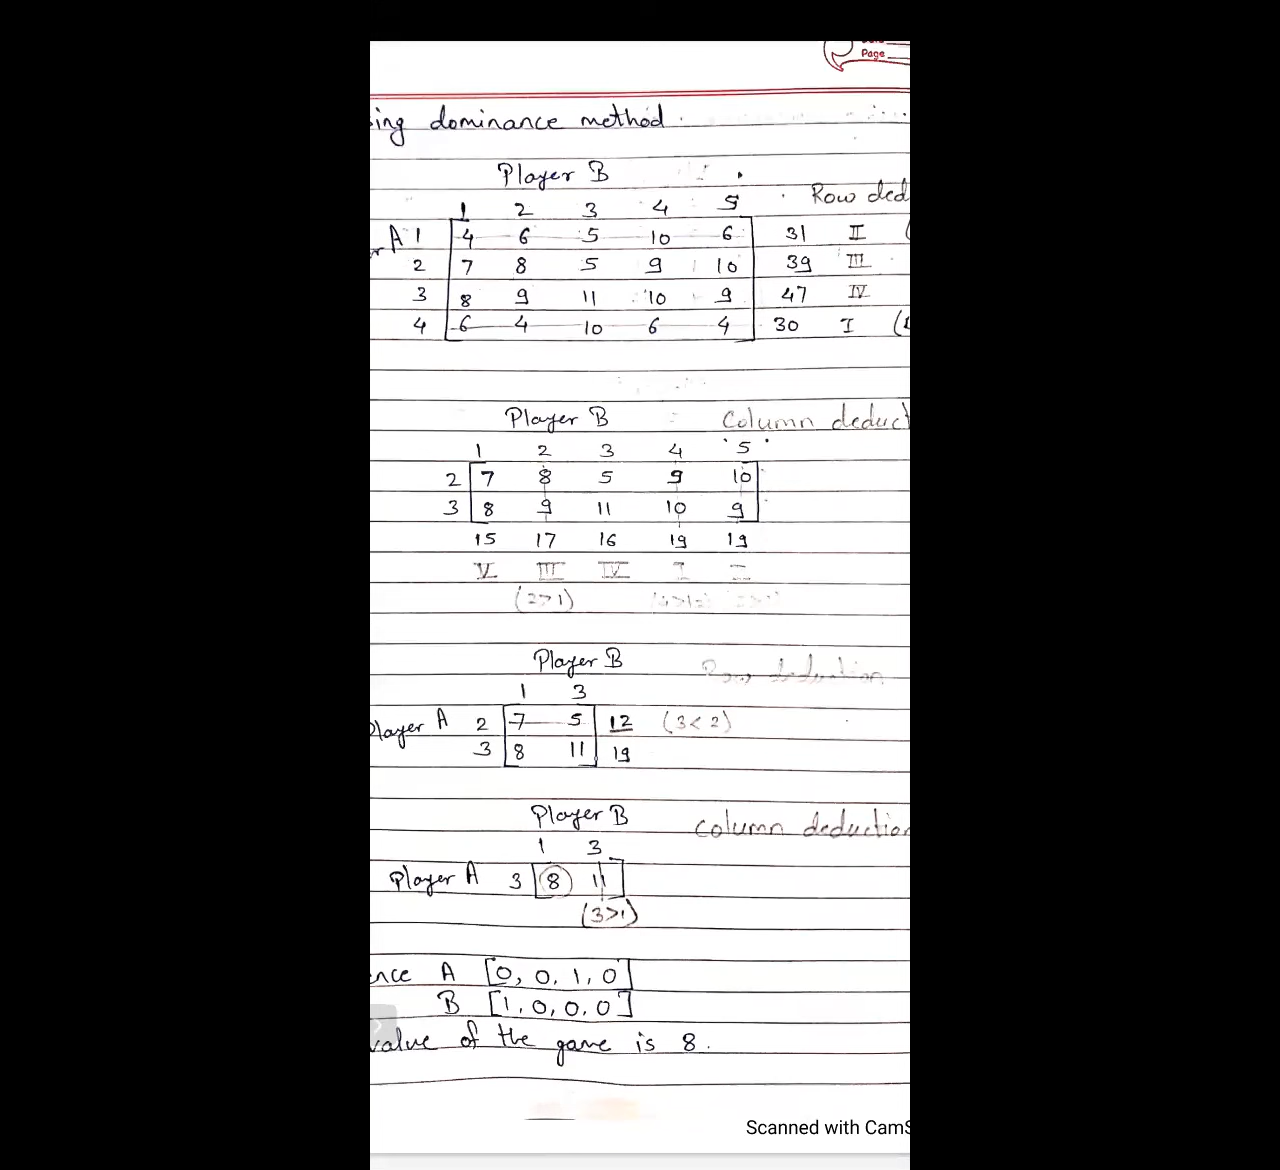 Page
ing dominance method.
Player B
1 2 3 4 5 Row ded
A 1 4 6 5 10 6 31 II (
2 7 8 5 9 10 39 III
3 8 9 11 10 9 47 IV
4 6 4 10 6 4 30 I (
Player B Column deduct
1 2 3 4 5
2 7 8 5 9 10
3 8 9 11 10 9
15 17 16 19 19
V III IV I
(2>1)
Player B Row deduction
1 3
Player A 2 7 5 12 (3<2)
3 8 11 19
Player B column deduction
1 3
Player A 3 8 11
(3>1)
ence A [0, 0, 1, 0]
B [1, 0, 0, 0]
value of the game is 8.
Scanned with CamS